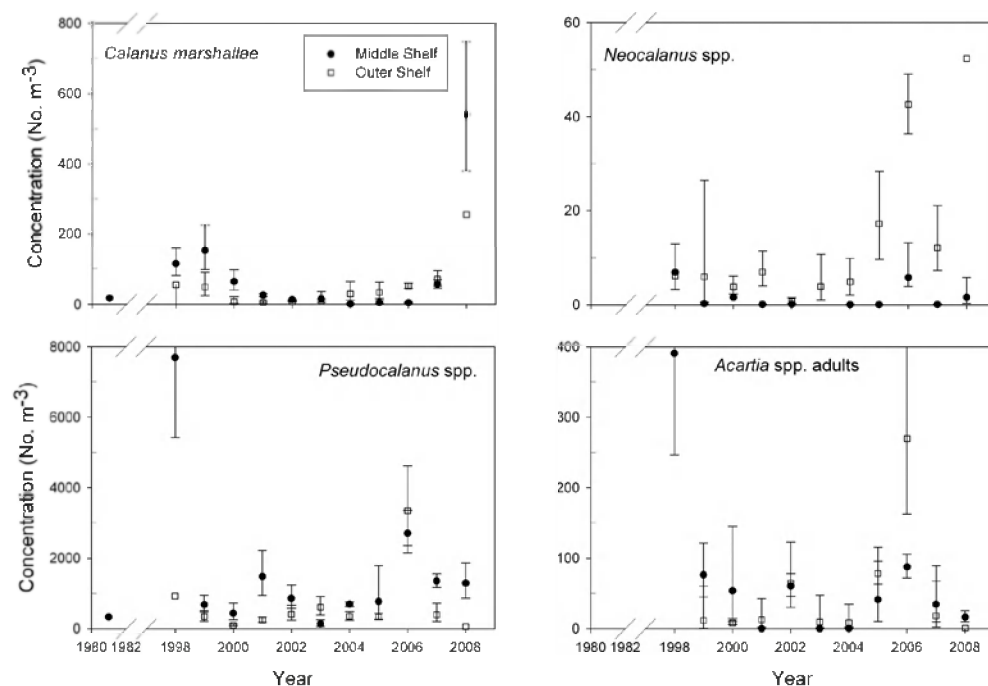 800
600
400
200
0
Concentration (No. m-3)
Calanus marshallae
Middle Shelf
Outer Shelf
60
40
20
0
Neocalanus spp.
8000
6000
4000
2000
0
Concentration (No. m-3)
Pseudocalanus spp.
1980 1982 1998 2000 2002 2004 2006 2008
Year
400
300
200
100
0
Acartia spp. adults
1980 1982 1998 2000 2002 2004 2006 2008
Year